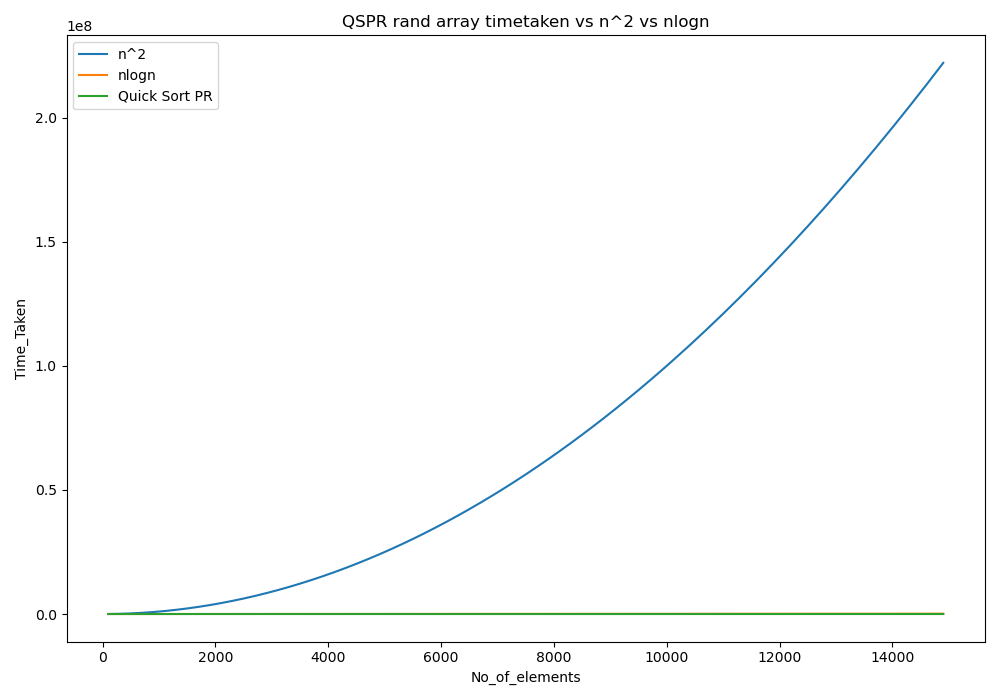 QSPR rand array timetaken vs n^2 vs nlogn
1e8
n^2
nlogn
Quick Sort PR
2.0
1.5
1.0
0.5
0.0
Time_Taken
0 2000 4000 6000 8000 10000 12000 14000
No_of_elements